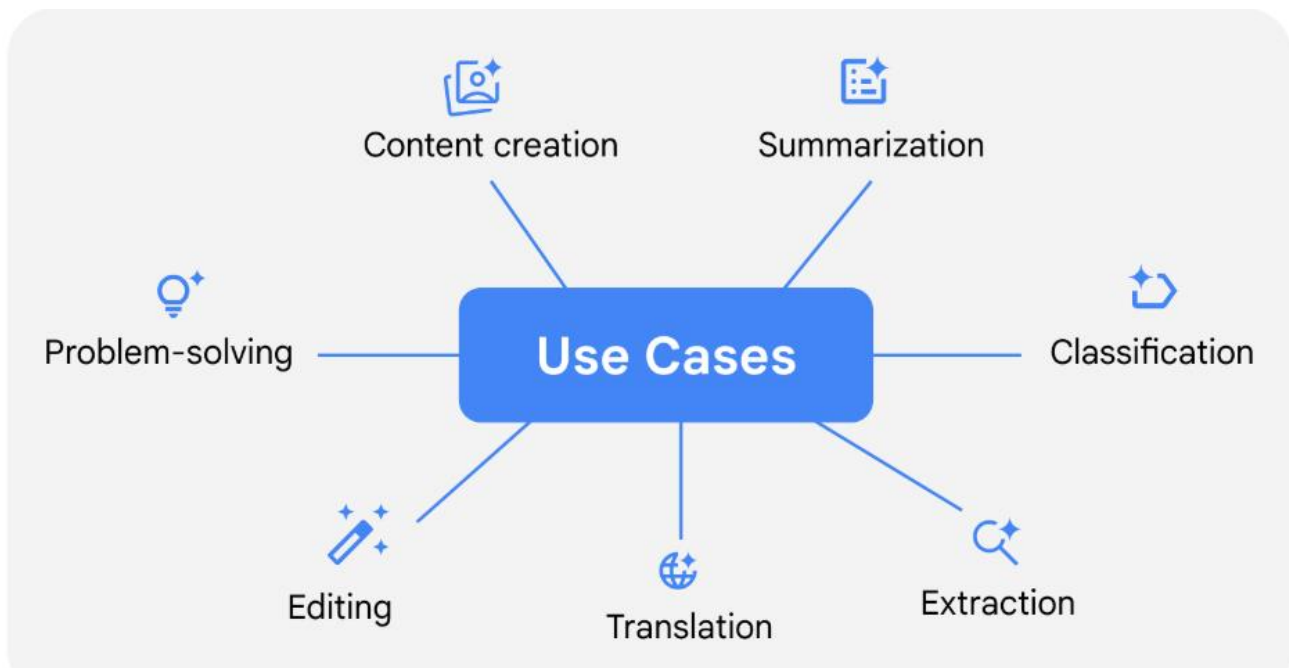 Content creation
Summarization
Problem-solving
Use Cases
Classification
Editing
Translation
Extraction